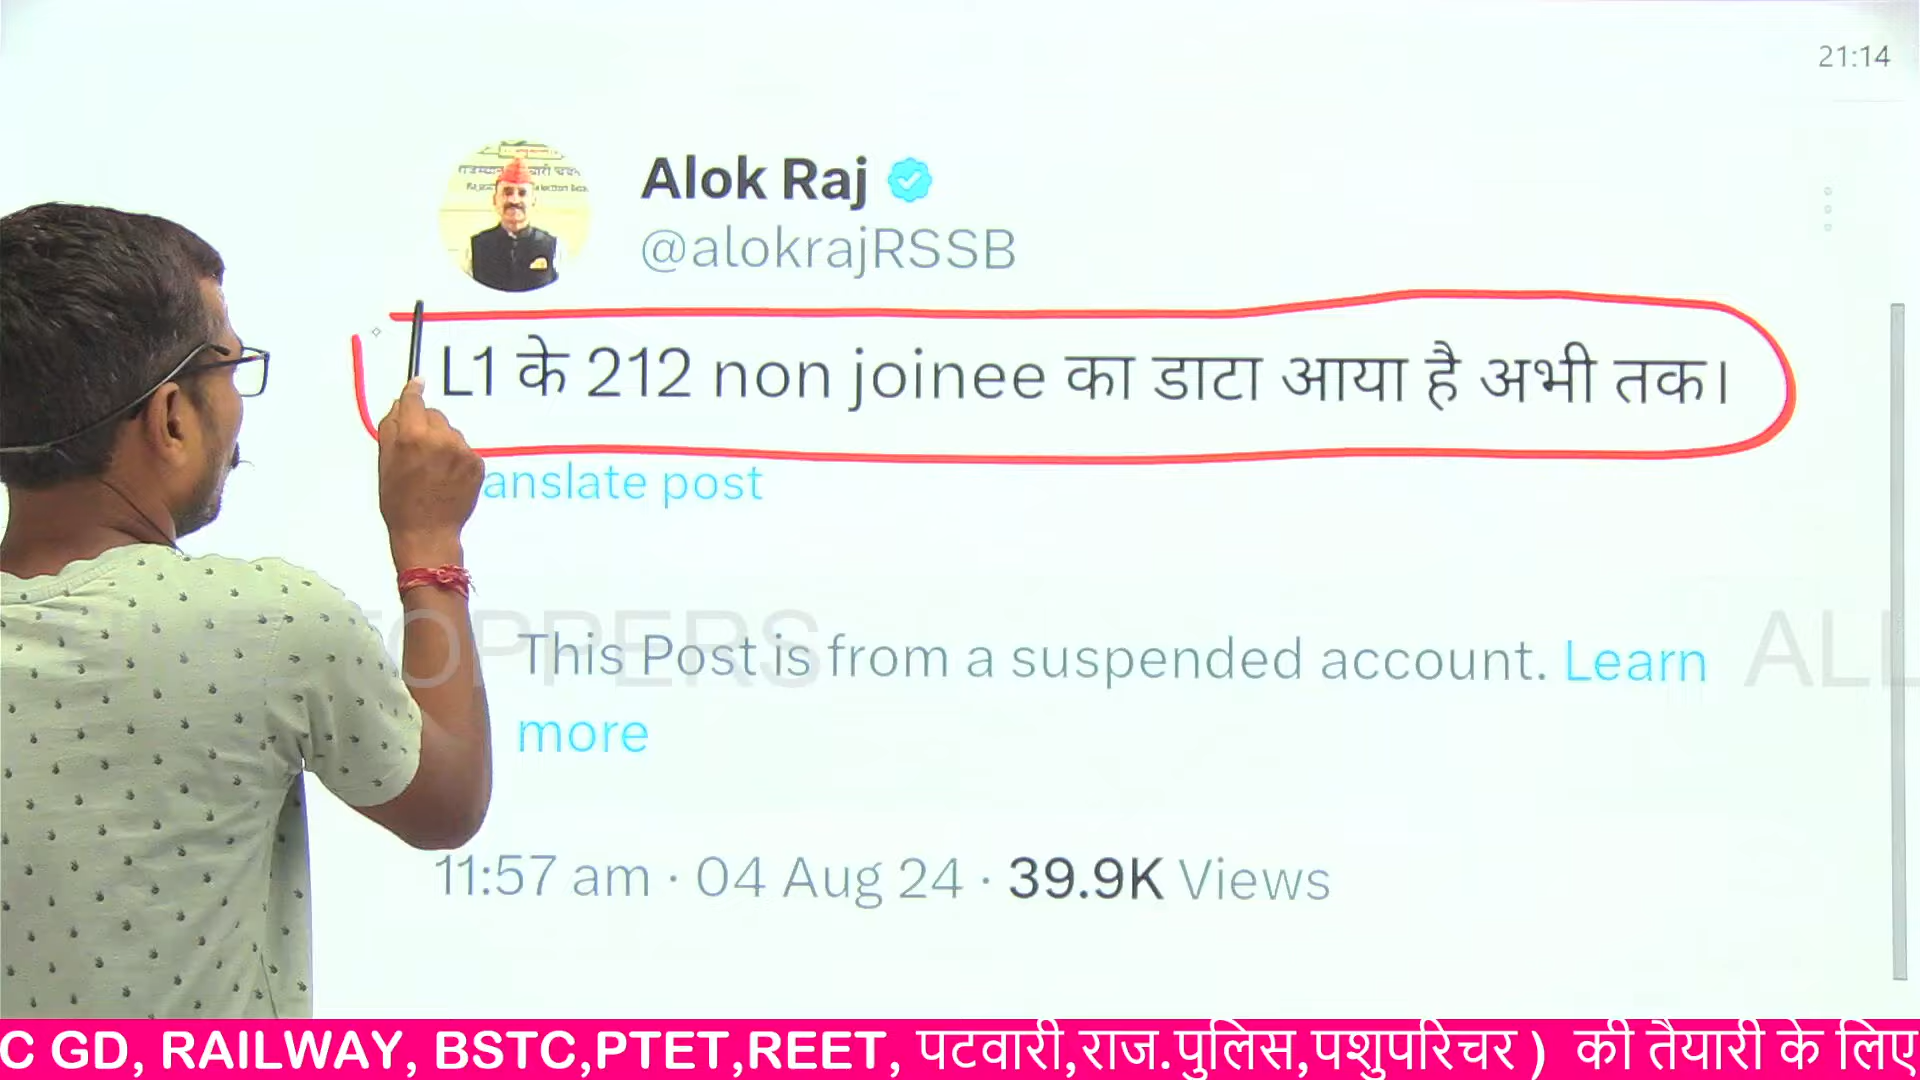 21:14
Alok Raj
@alokrajRSSB
L1 के 212 non joinee का डाटा आया है अभी तक।
anslate post
TOPPERS
This Post is from a suspended account. Learn
ALL
more
11:57 am · 04 Aug 24 · 39.9K Views
C GD, RAILWAY, BSTC,PTET,REET, पटवारी,राज.पुलिस,पशुपरिचर ) की तैयारी के लिए